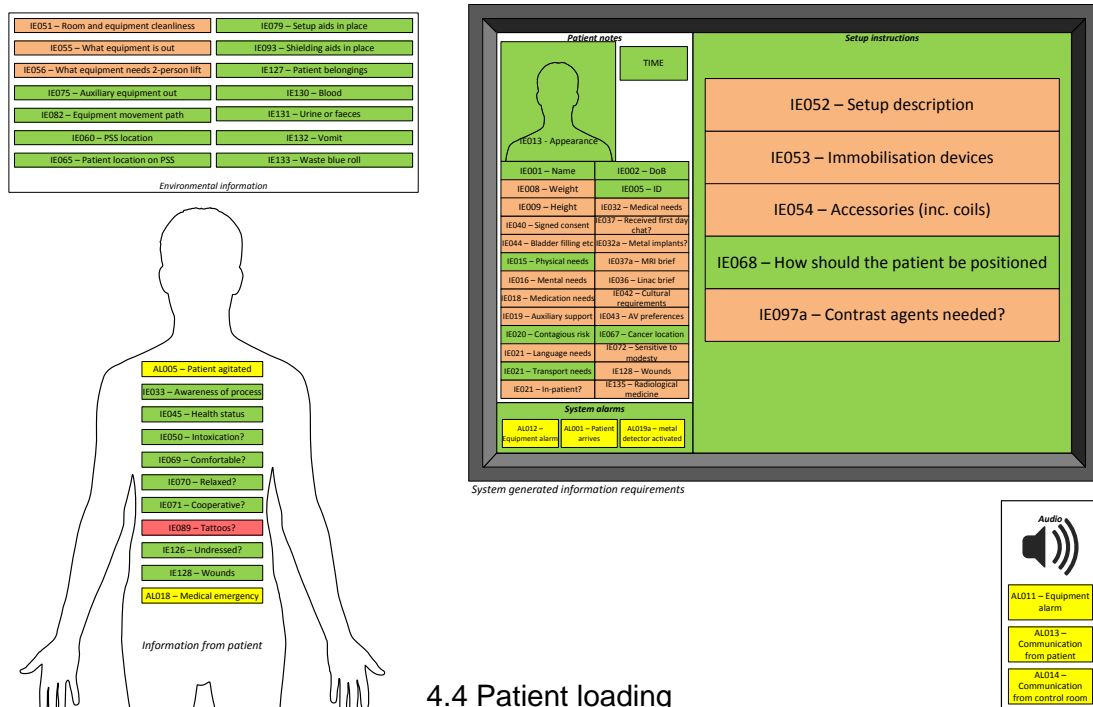 IE051 – Room and equipment cleanliness
IE055 – What equipment is out
IE056 – What equipment needs 2-person lift
IE075 – Auxiliary equipment out
IE082 – Equipment movement path
IE060 – PSS location
IE065 – Patient location on PSS
IE079 – Setup aids in place
IE093 – Shielding aids in place
IE127 – Patient belongings
IE130 – Blood
IE131 – Urine or faeces
IE132 – Vomit
IE133 – Waste blue roll
Environmental information
AL005 – Patient agitated
IE033 – Awareness of process
IE045 – Health status
IE050 – Intoxication?
IE069 – Comfortable?
IE070 – Relaxed?
IE071 – Cooperative?
IE089 – Tattoos?
IE126 – Undressed?
IE128 – Wounds
AL018 – Medical emergency
Information from patient
Patient notes
TIME
IE013 - Appearance
IE001 – Name
IE002 – DoB
IE008 – Weight
IE005 – ID
IE009 – Height
IE032 – Medical needs
IE040 – Signed consent
IE037 – Received first day
chat?
IE044 – Bladder filling etc
IE032a – Metal implants?
IE015 – Physical needs
IE037a – MRI brief
IE016 – Mental needs
IE036 – Linac brief
IE018 – Medication needs
IE042 – Cultural
requirements
IE019 – Auxiliary support
IE043 – AV preferences
IE020 – Contagious risk
IE067 – Cancer location
IE021 – Language needs
IE072 – Sensitive to
modesty
IE021 – Transport needs
IE128 – Wounds
IE021 – In-patient?
IE135 – Radiological
medicine
System alarms
AL012 –
Equipment alarm
AL001 – Patient
arrives
AL019a – metal
detector activated
Setup instructions
IE052 – Setup description
IE053 – Immobilisation devices
IE054 – Accessories (inc. coils)
IE068 – How should the patient be positioned
IE097a – Contrast agents needed?
System generated information requirements
Audio
AL011 – Equipment
alarm
AL013 –
Communication
from patient
AL014 –
Communication
from control room
4.4 Patient loading